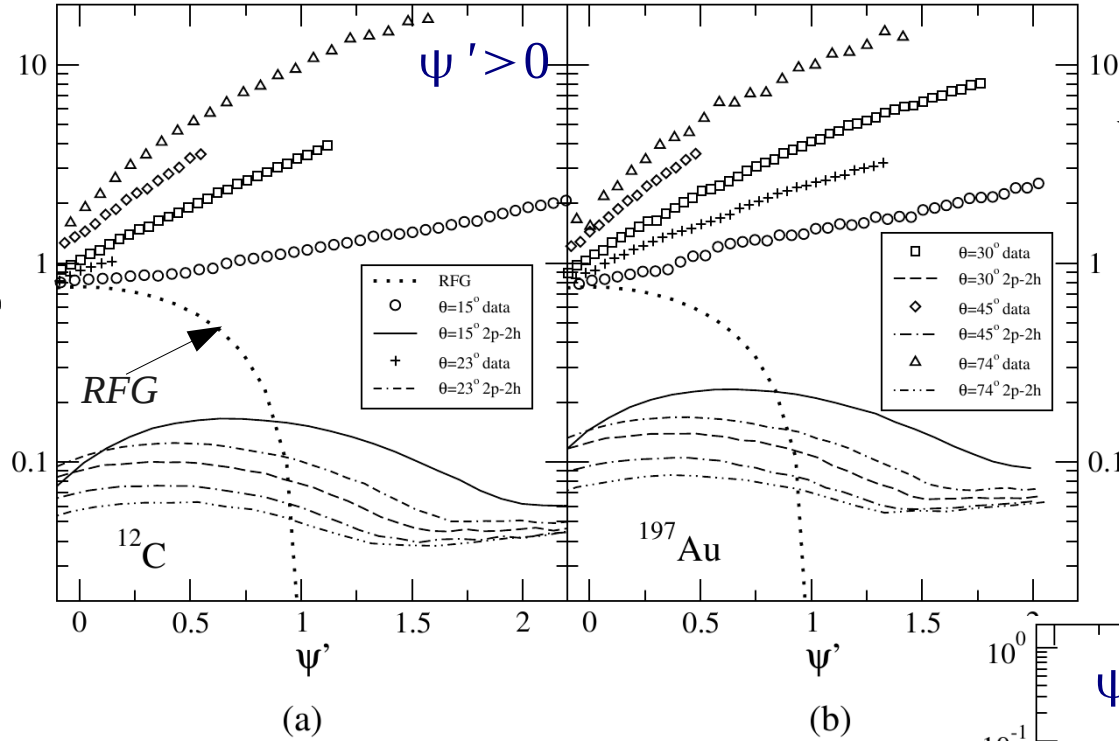 ψ '>0
10
1
0.1
RFG
RFG
θ=15° data
θ=15° 2p-2h
θ=23° data
θ=23° 2p-2h
¹²C
0
0.5
1
1.5
2
ψ’
(a)
θ=30° data
θ=30° 2p-2h
θ=45° data
θ=45° 2p-2h
θ=74° data
θ=74° 2p-2h
¹⁹⁷Au
0
0.5
1
1.5
ψ’
(b)
10
1
0.1
10⁰
ψ